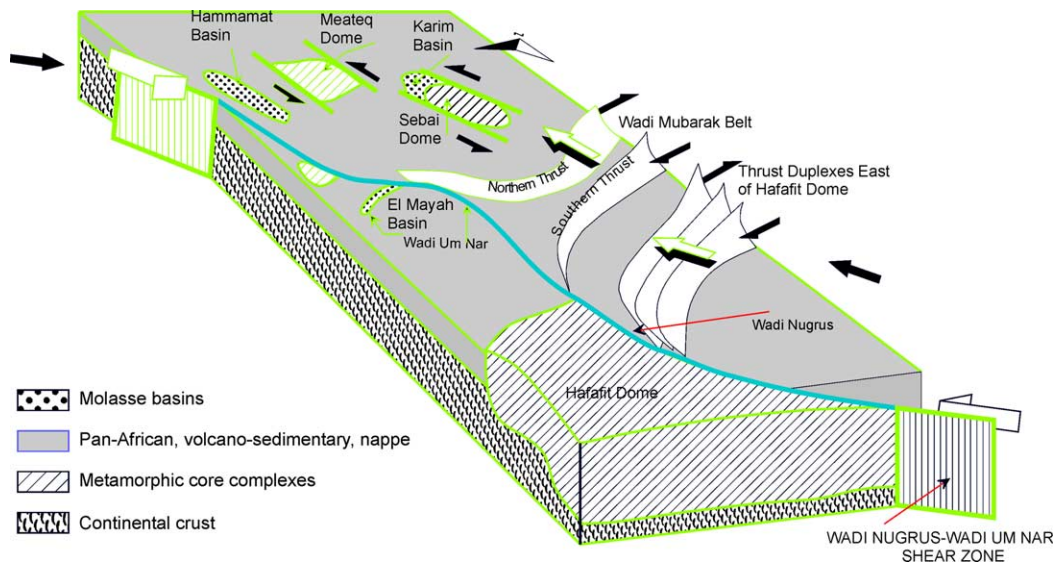 Hammamat
Basin
Meateq
Dome
Karim
Basin
z
Sebai
Dome
Wadi Mubarak Belt
Thrust Duplexes East
of Hafafit Dome
Northern Thrust
Southern Thrust
El Mayah
Basin
Wadi Um Nar
Wadi Nugrus
Hafafit Dome
Molasse basins
Pan-African, volcano-sedimentary, nappe
Metamorphic core complexes
Continental crust
WADI NUGRUS-WADI UM NAR
SHEAR ZONE